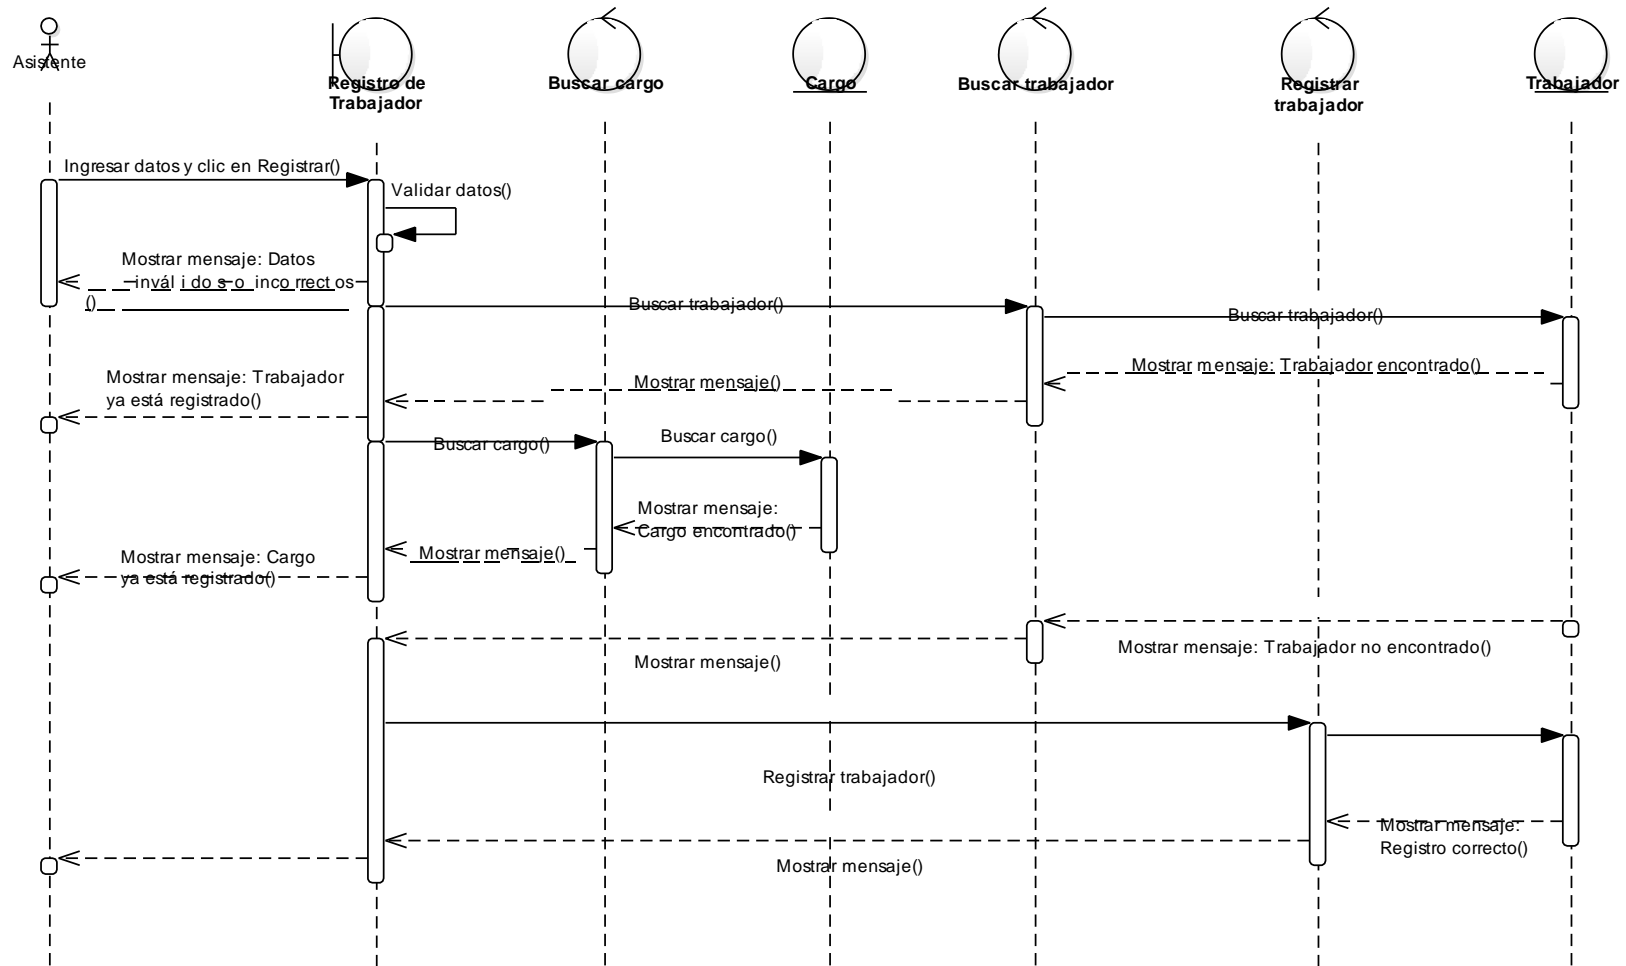 Asistente
Registro de
Trabajador
Buscar cargo
Cargo
Buscar trabajador
Registrar
trabajador
Trabajador
Ingresar datos y clic en Registrar()
Validar datos()
Mostrar mensaje: Datos
inválidos o incorrectos
()
Buscar trabajador()
Buscar trabajador()
Mostrar mensaje: Trabajador encontrado()
Mostrar mensaje()
Mostrar mensaje: Trabajador
ya está registrado()
Buscar cargo()
Buscar cargo()
Mostrar mensaje:
Cargo encontrado()
Mostrar mensaje()
Mostrar mensaje: Cargo
ya está registrado()
Mostrar mensaje: Trabajador no encontrado()
Mostrar mensaje()
Registrar trabajador()
Mostrar mensaje:
Registro correcto()
Mostrar mensaje()